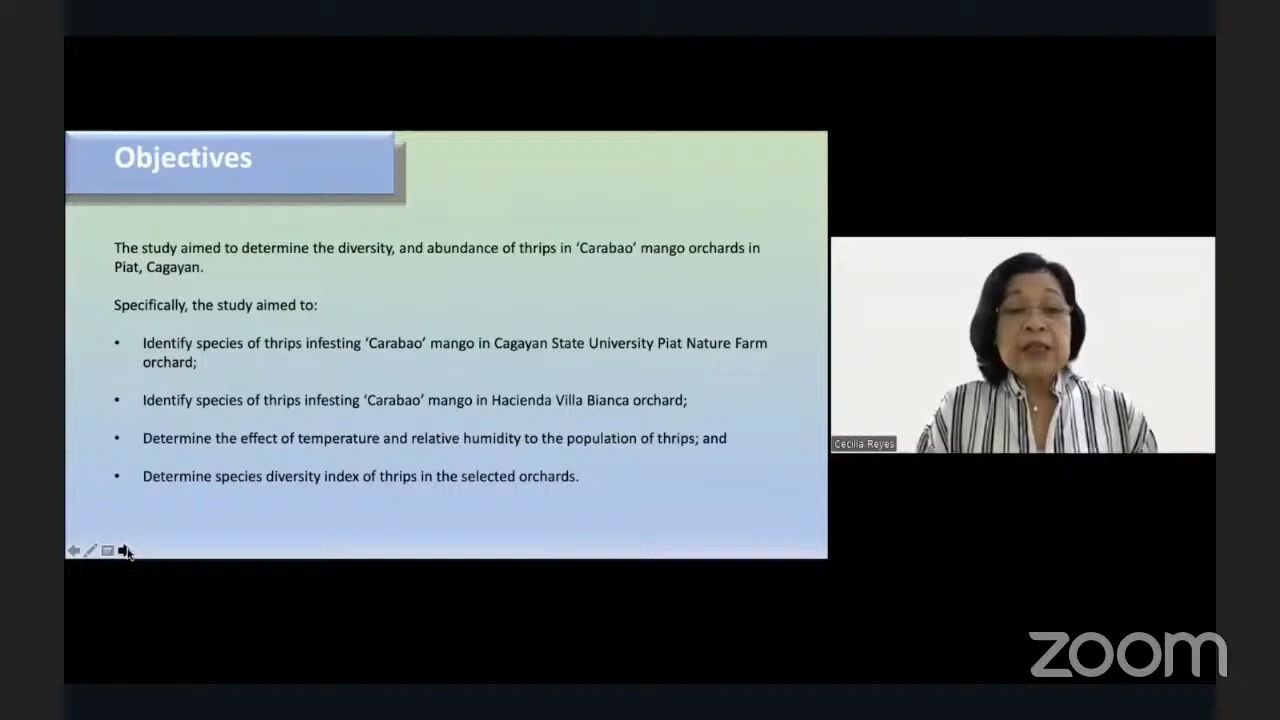 Objectives
The study aimed to determine the diversity, and abundance of thrips in ‘Carabao’ mango orchards in
Piat, Cagayan.
Specifically, the study aimed to:
• Identify species of thrips infesting ‘Carabao’ mango in Cagayan State University Piat Nature Farm
orchard;
• Identify species of thrips infesting ‘Carabao’ mango in Hacienda Villa Bianca orchard;
• Determine the effect of temperature and relative humidity to the population of thrips; and
• Determine species diversity index of thrips in the selected orchards.
Cecilia Reyes
zoom